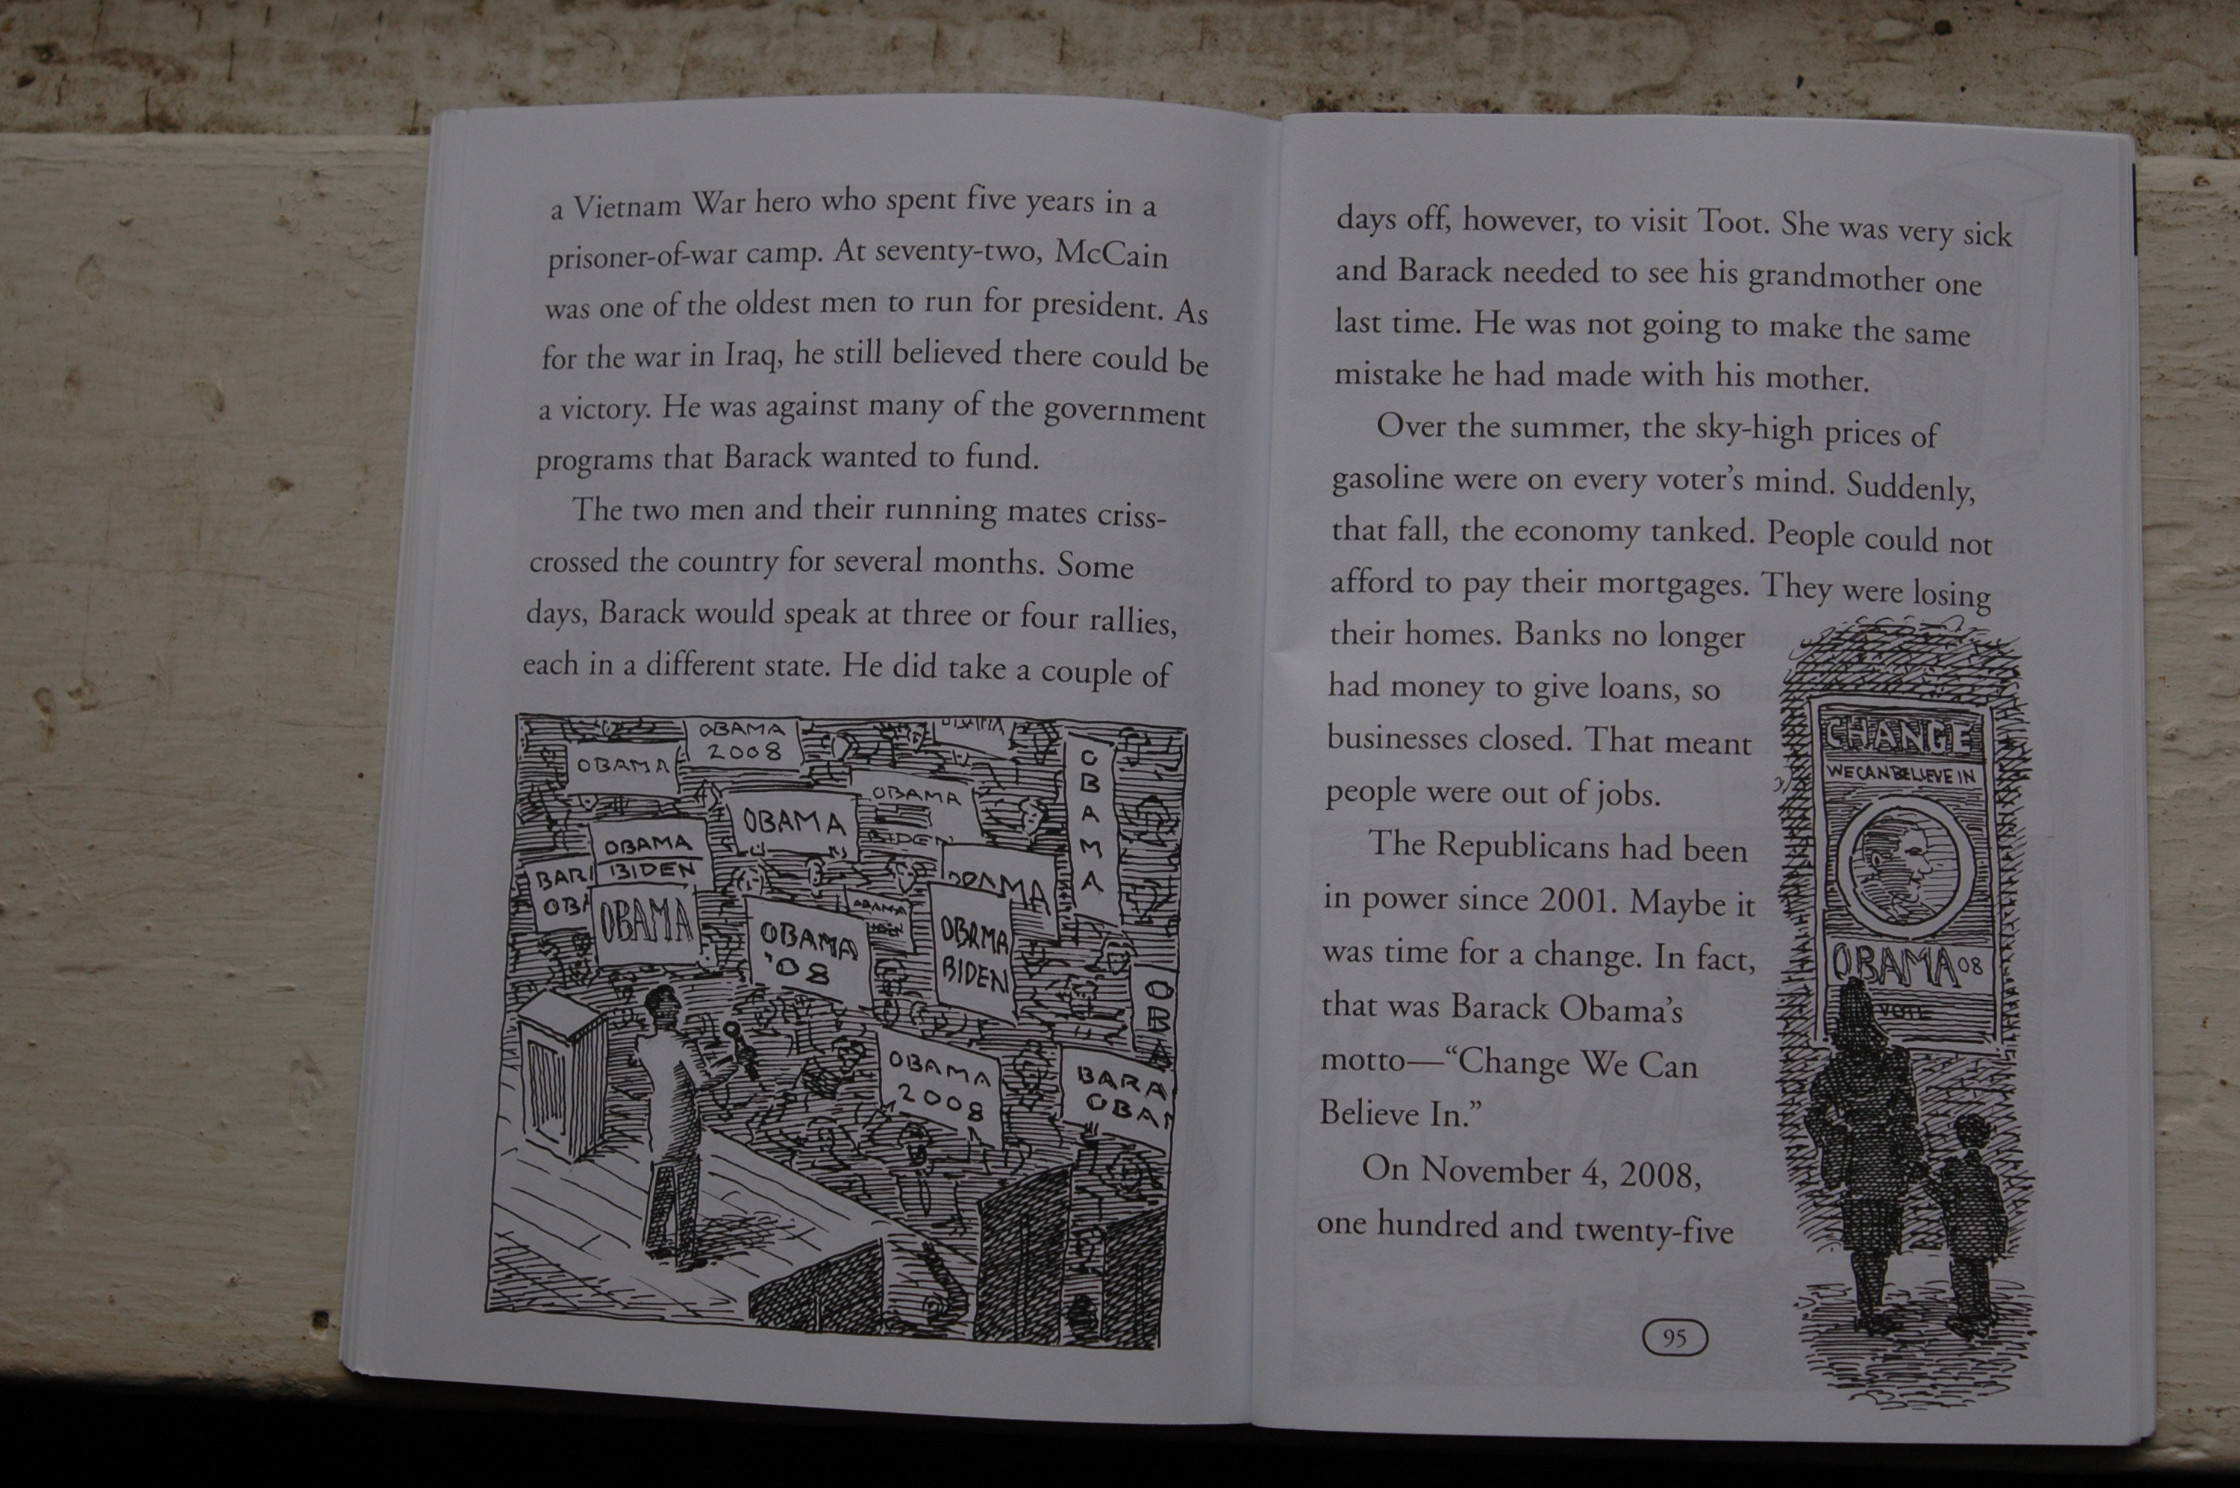 a Vietnam War hero who spent five years in a
prisoner-of-war camp. At seventy-two, McCain
was one of the oldest men to run for president. As
for the war in Iraq, he still believed there could be
a victory. He was against many of the government
programs that Barack wanted to fund.
The two men and their running mates criss-
crossed the country for several months. Some
days, Barack would speak at three or four rallies,
each in a different state. He did take a couple of
OBAMA
OBAMA
2008
OBAMA
OBAMA
OBAMA
OBAMA
BIDEN
OBAMA
BIDEN
BAR
OBA
OBAMA
OBAMA
OBAMA
'08
OBAMA
OBAMA
BIDEN
OBAMA
2008
OBA
BARA
OBA
days off, however, to visit Toot. She was very sick
and Barack needed to see his grandmother one
last time. He was not going to make the same
mistake he had made with his mother.
Over the summer, the sky-high prices of
gasoline were on every voter's mind. Suddenly,
that fall, the economy tanked. People could not
afford to pay their mortgages. They were losing
their homes. Banks no longer
had money to give loans, so
businesses closed. That meant
people were out of jobs.
The Republicans had been
in power since 2001. Maybe it
was time for a change. In fact,
that was Barack Obama's
motto—“Change We Can
Believe In.”
On November 4, 2008,
one hundred and twenty-five
CHANGE
WE CAN BELIEVE IN
OBAMA 08
VOTE
95